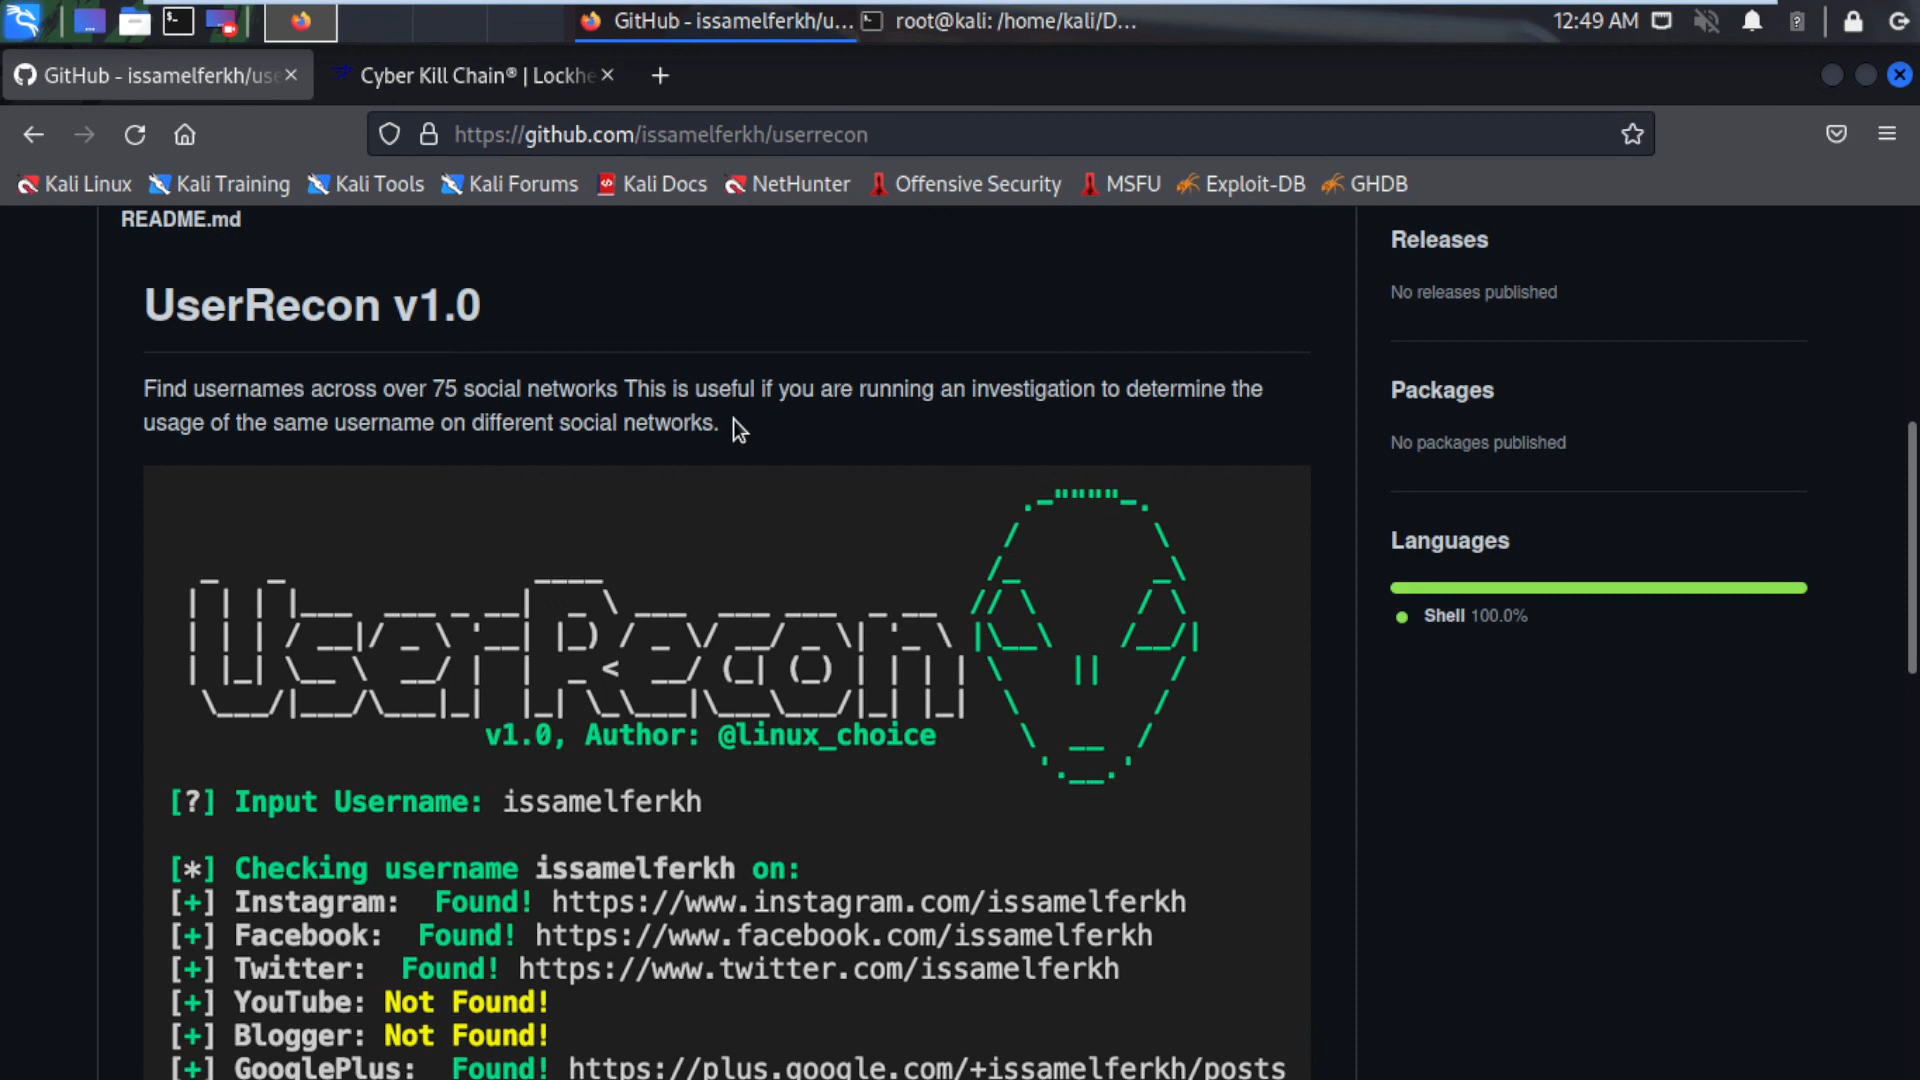 GitHub - issamelferkh/u... root@kali: /home/kali/D... 12:49 AM
GitHub - issamelferkh/use Cyber Kill Chain® | Lockhe
https://github.com/issamelferkh/userrecon
Kali Linux Kali Training Kali Tools Kali Forums Kali Docs NetHunter Offensive Security MSFU Exploit-DB GHDB
README.md
UserRecon v1.0
Find usernames across over 75 social networks This is useful if you are running an investigation to determine the
usage of the same username on different social networks.
UserRecon
v1.0, Author: @linux_choice
[?] Input Username: issamelferkh
[*] Checking username issamelferkh on:
[+] Instagram: Found! https://www.instagram.com/issamelferkh
[+] Facebook: Found! https://www.facebook.com/issamelferkh
[+] Twitter: Found! https://www.twitter.com/issamelferkh
[+] YouTube: Not Found!
[+] Blogger: Not Found!
[+] GooglePlus: Found! https://plus.google.com/+issamelferkh/posts
Releases
No releases published
Packages
No packages published
Languages
Shell 100.0%